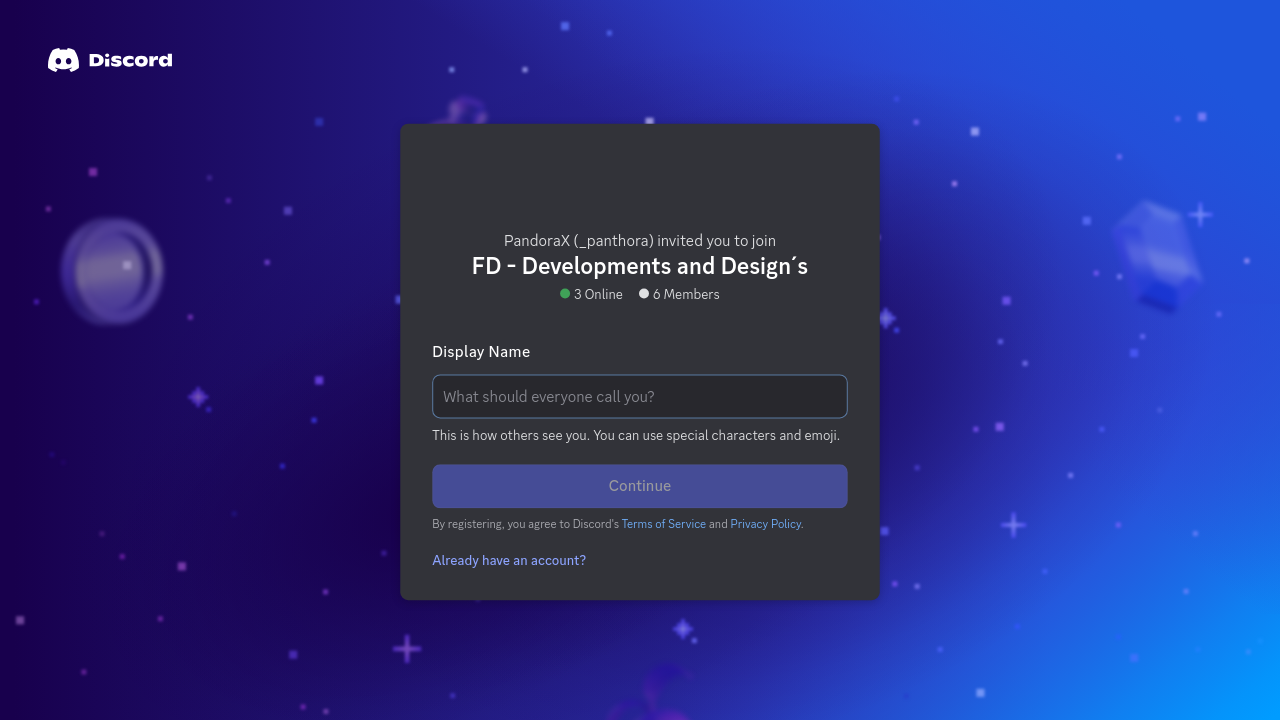 Discord
PandoraX (_panthora) invited you to join
FD - Developments and Design´s
3 Online 6 Members
Display Name
What should everyone call you?
This is how others see you. You can use special characters and emoji.
Continue
By registering, you agree to Discord's Terms of Service and Privacy Policy.
Already have an account?